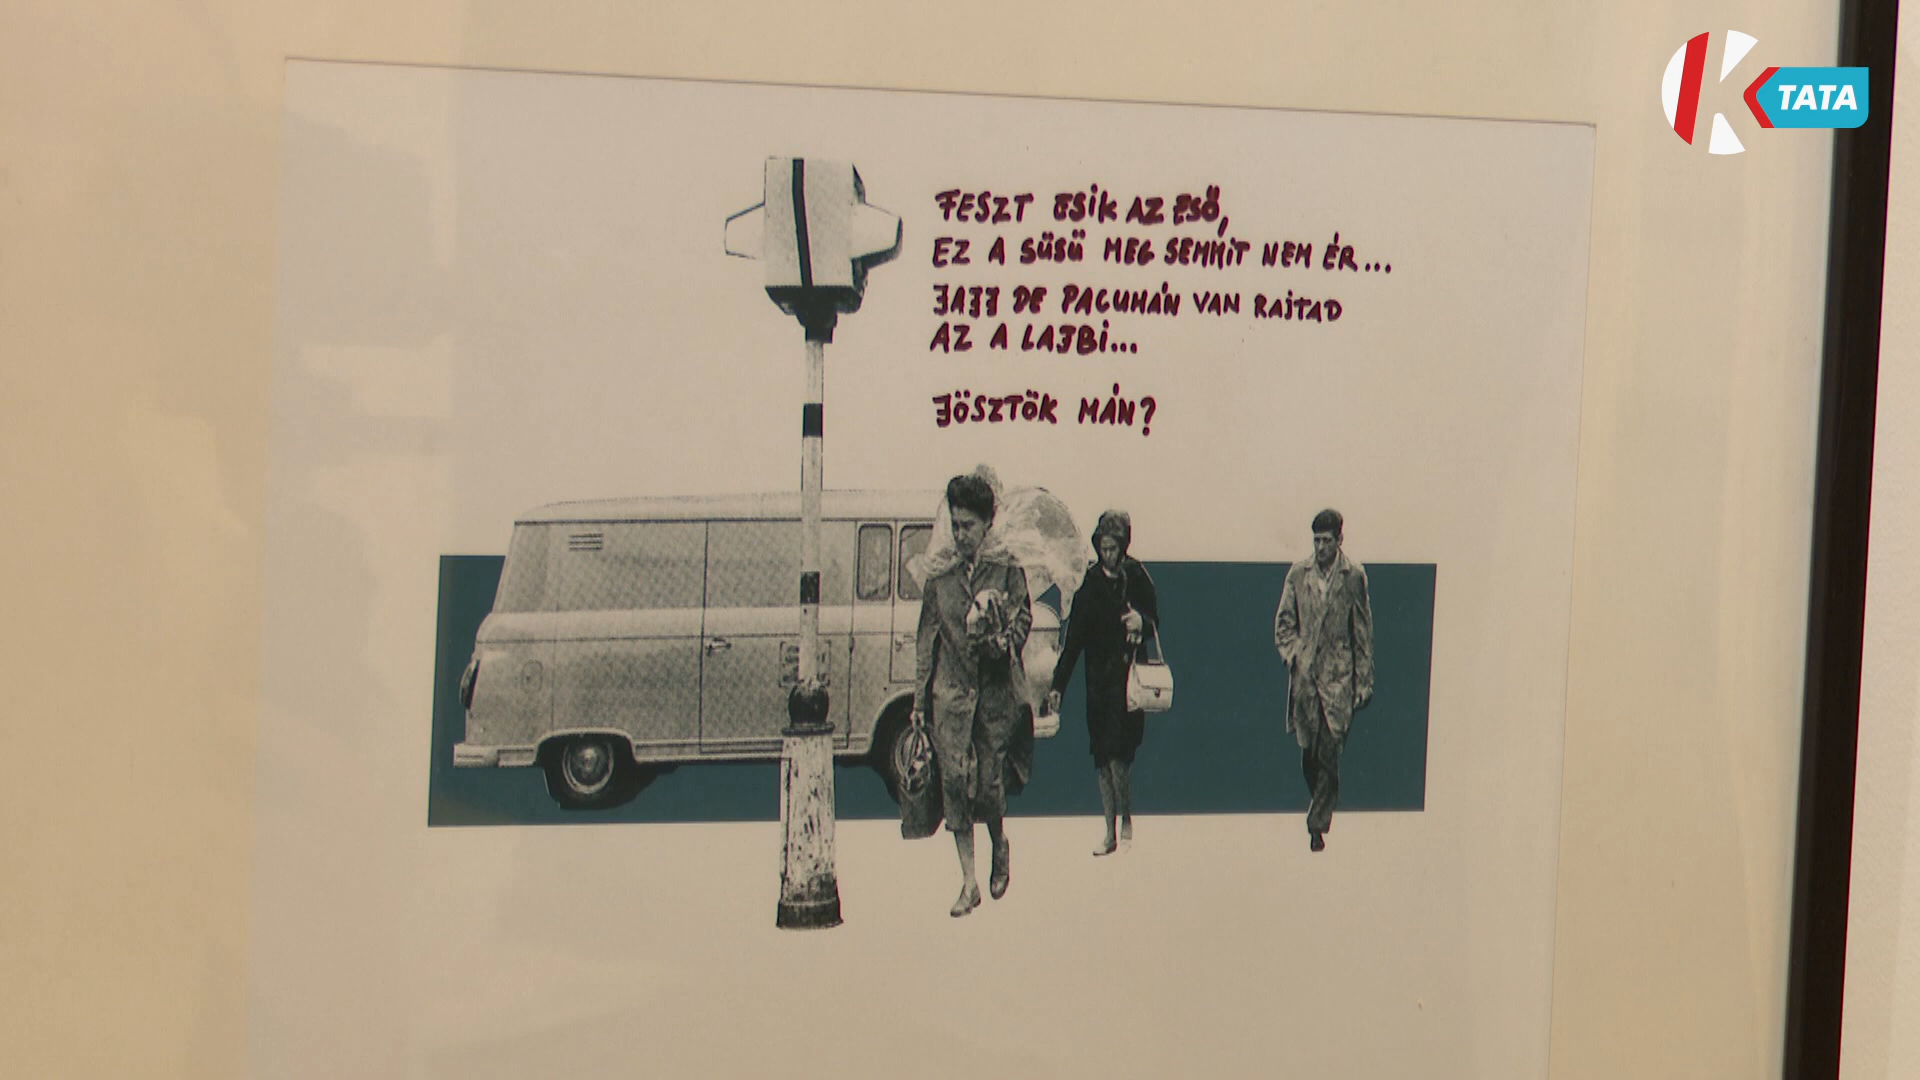 FESZT ESIK AZ ESŐ,
EZ A SÜSÜ MEG SEMMIT NEM ÉR...
JAJJ DE PACUHÁN VAN RAJTAD
AZ A LAJBI...
JÖSZTÖK MÁN?
K TATA